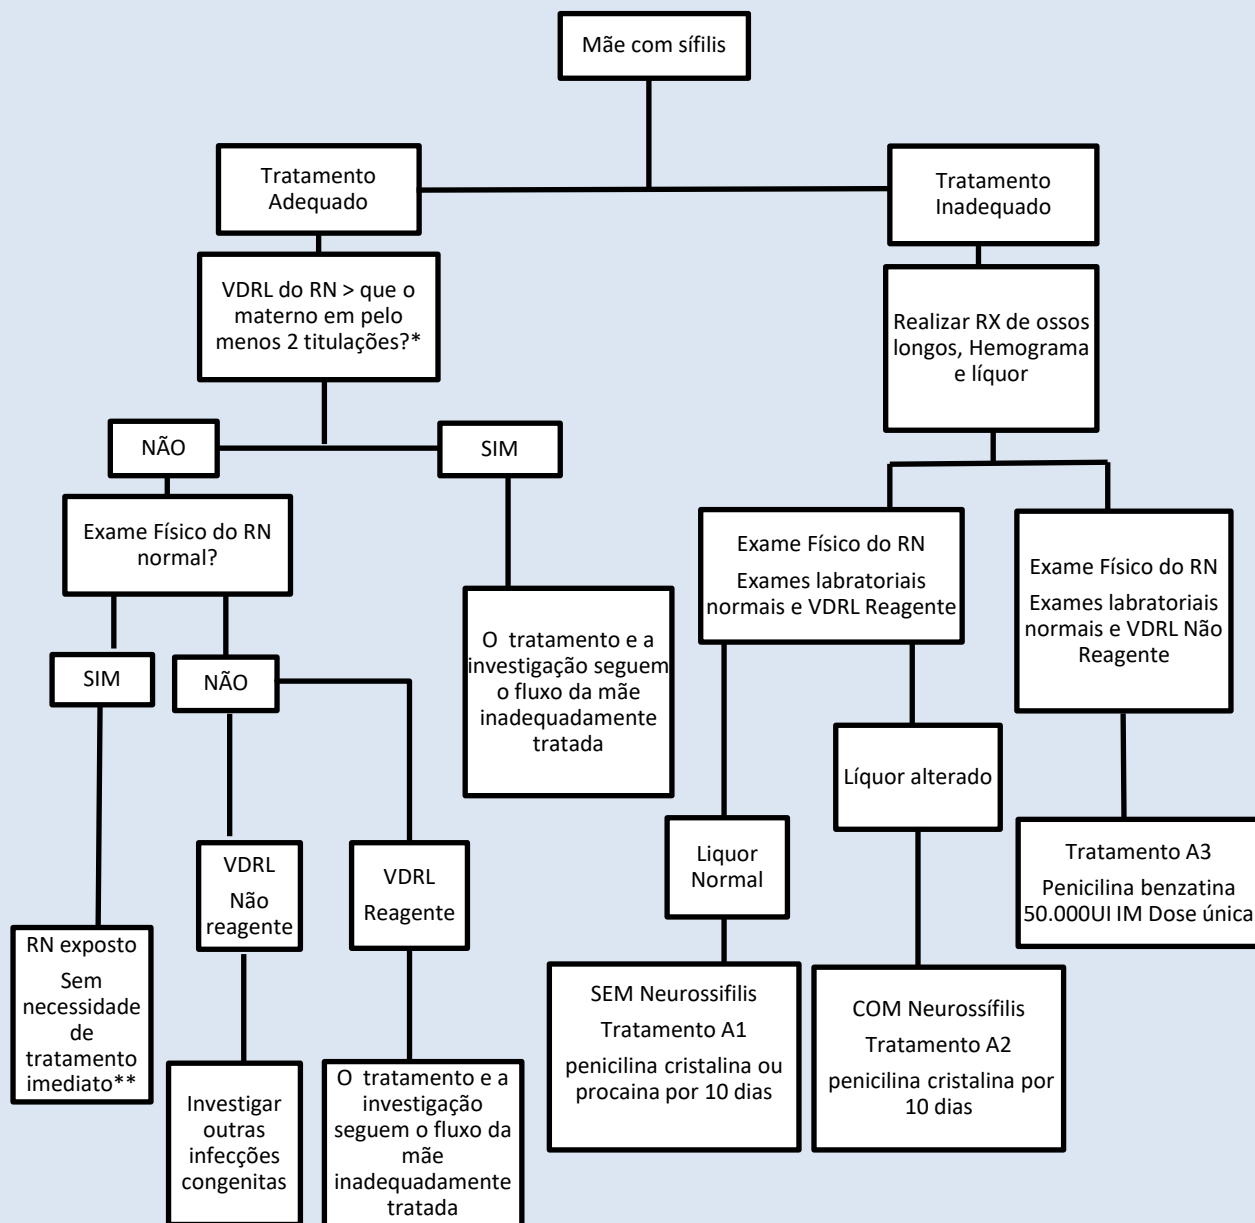 Mãe com sífilis
Tratamento
Adequado
Tratamento
Inadequado
VDRL do RN > que o
materno em pelo
menos 2 titulações?*
Realizar RX de ossos
longos, Hemograma
e líquor
NÃO
SIM
Exame Físico do RN
normal?
Exame Físico do RN
Exames labratoriais
normais e VDRL Reagente
Exame Físico do RN
Exames labratoriais
normais e VDRL Não
Reagente
O tratamento e a
investigação seguem
o fluxo da mãe
inadequadamente
tratada
SIM
NÃO
Líquor alterado
Liquor
Normal
Tratamento A3
Penicilina benzatina
50.000UI IM Dose única
VDRL
Não
reagente
VDRL
Reagente
RN exposto
Sem
necessidade
de
tratamento
imediato**
SEM Neurossifilis
Tratamento A1
penicilina cristalina ou
procaina por 10 dias
COM Neurossífilis
Tratamento A2
penicilina cristalina por
10 dias
Investigar
outras
infecções
congenitas
O tratamento e a
investigação
seguem o fluxo da
mãe
inadequadamente
tratada